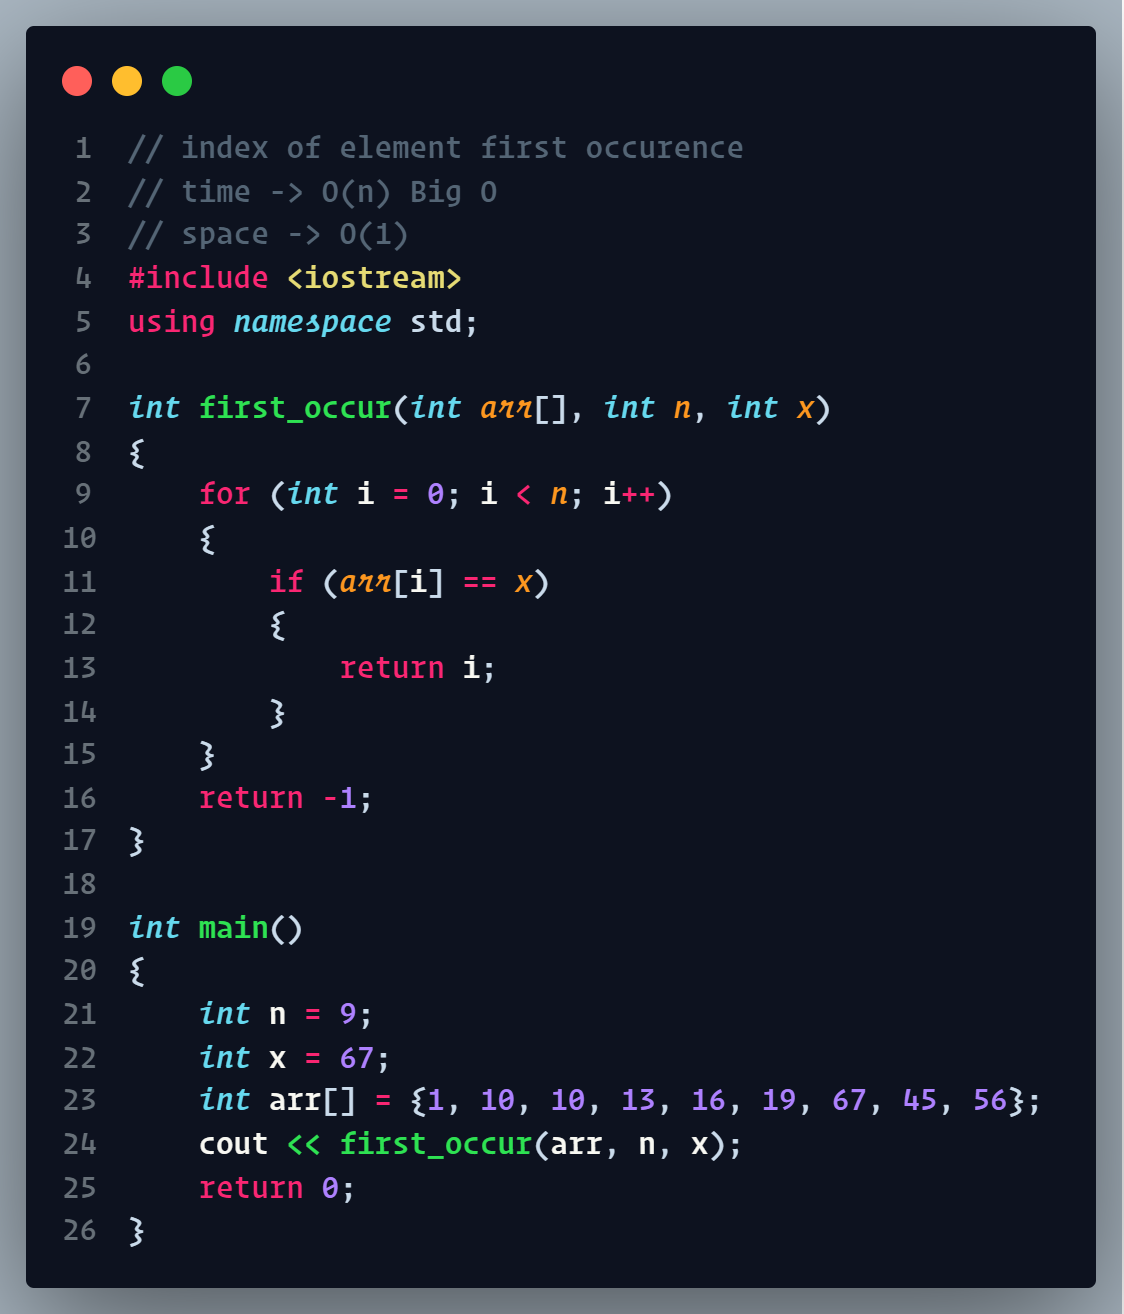 1 // index of element first occurence
2 // time -> O(n) Big O
3 // space -> O(1)
4 #include <iostream>
5 using namespace std;
6
7 int first_occur(int arr[], int n, int x)
8 {
9     for (int i = 0; i < n; i++)
10     {
11         if (arr[i] == x)
12         {
13             return i;
14         }
15     }
16     return -1;
17 }
18
19 int main()
20 {
21     int n = 9;
22     int x = 67;
23     int arr[] = {1, 10, 10, 13, 16, 19, 67, 45, 56};
24     cout << first_occur(arr, n, x);
25     return 0;
26 }